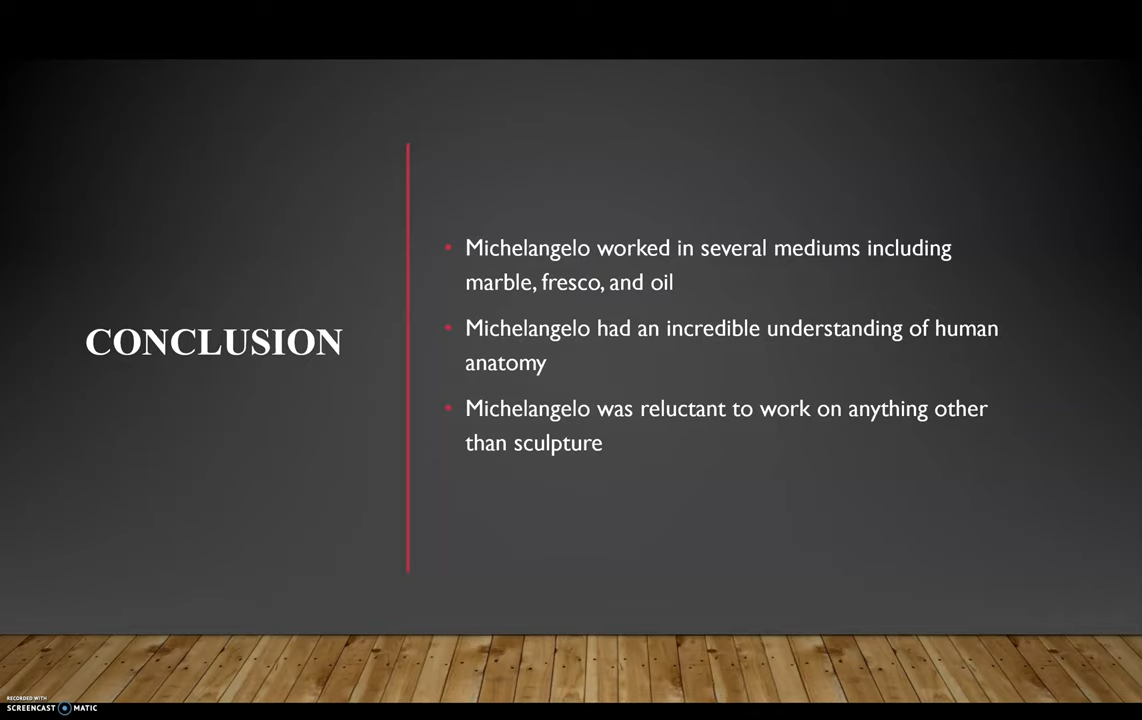 CONCLUSION
• Michelangelo worked in several mediums including
marble, fresco, and oil
• Michelangelo had an incredible understanding of human
anatomy
• Michelangelo was reluctant to work on anything other
than sculpture
RECORDED WITH
SCREENCAST MATIC